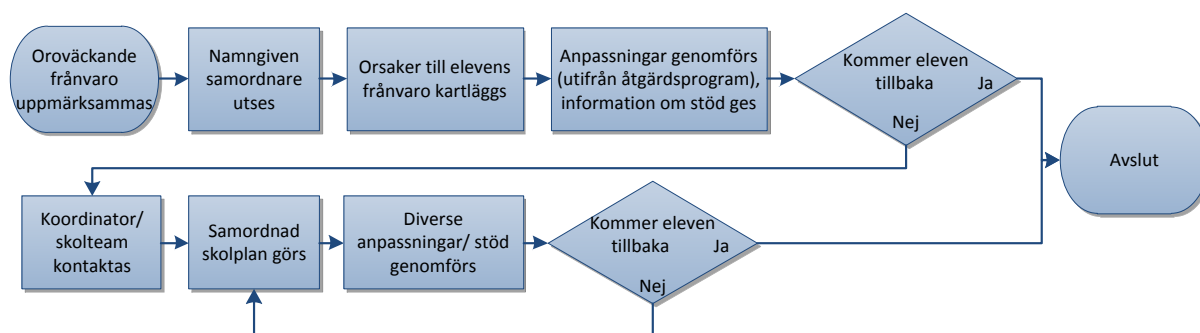 Oroväckande
frånvaro
uppmärksammas
Namngiven
samordnare
utses
Orsaker till elevens
frånvaro kartläggs
Anpassningar genomförs
(utifrån åtgärdsprogram),
information om stöd ges
Kommer eleven
tillbaka
Ja
Nej
Avslut
Koordinator/
skolteam
kontaktas
Samordnad
skolplan görs
Diverse
anpassningar/ stöd
genomförs
Kommer eleven
tillbaka
Ja
Nej